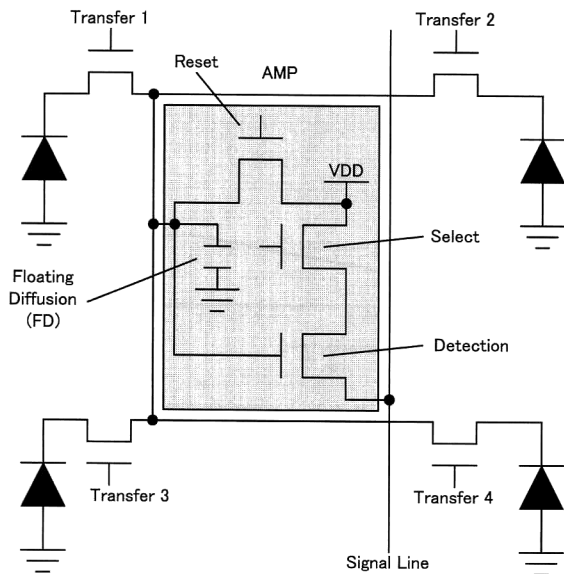 Transfer 1
Transfer 2
Reset
AMP
VDD
Select
Floating
Diffusion
(FD)
Detection
Transfer 3
Transfer 4
Signal Line